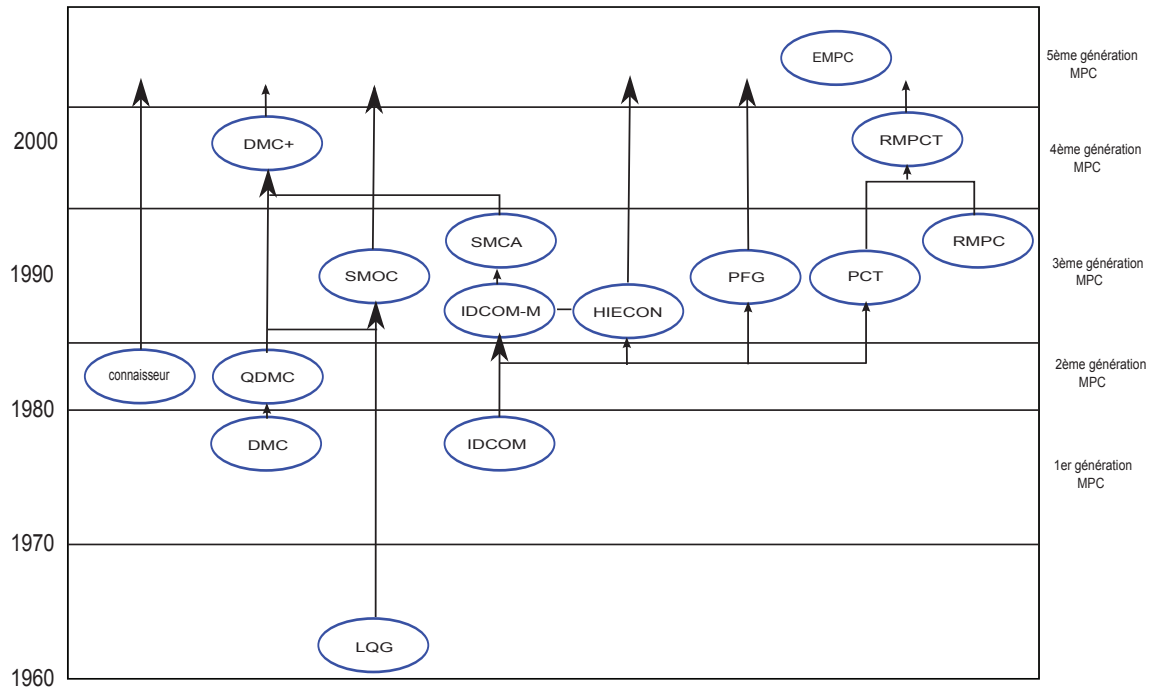 EMPC
5ème génération
MPC
2000
DMC+
RMPCT
4ème génération
MPC
SMCA
RMPC
1990
SMOC
PFG
PCT
3ème génération
MPC
IDCOM-M
HIECON
connaisseur
QDMC
2ème génération
MPC
1980
DMC
IDCOM
1er génération
MPC
1970
LQG
1960